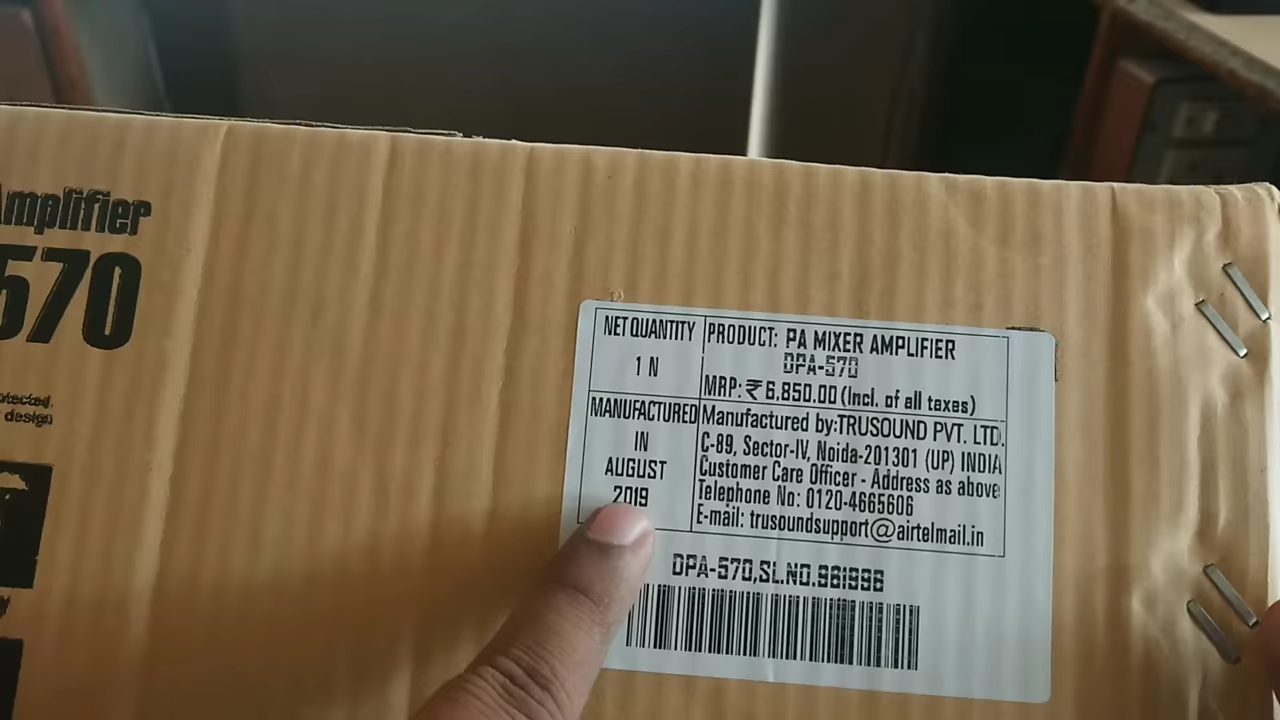 Amplifier
570
design
NET QUANTITY
1 N
PRODUCT: PA MIXER AMPLIFIER
DPA-570
MRP: ₹ 6,850.00 (Incl. of all taxes)
MANUFACTURED
IN
AUGUST
2019
Manufactured by:TRUSOUND PVT. LTD.
C-89, Sector-IV, Noida-201301 (UP) INDIA
Customer Care Officer - Address as above
Telephone No: 0120-4665606
E-mail: trusoundsupport@airtelmail.in
DPA-570,SL.NO.961996